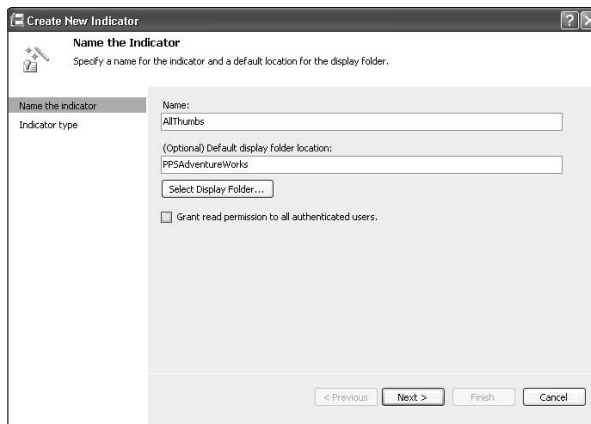 Create New Indicator
Name the Indicator
Specify a name for the indicator and a default location for the display folder.
Name the indicator
Indicator type
Name:
AllThumbs
(Optional) Default display folder location:
PPSAdventureWorks
Select Display Folder...
Grant read permission to all authenticated users.
< Previous
Next >
Finish
Cancel